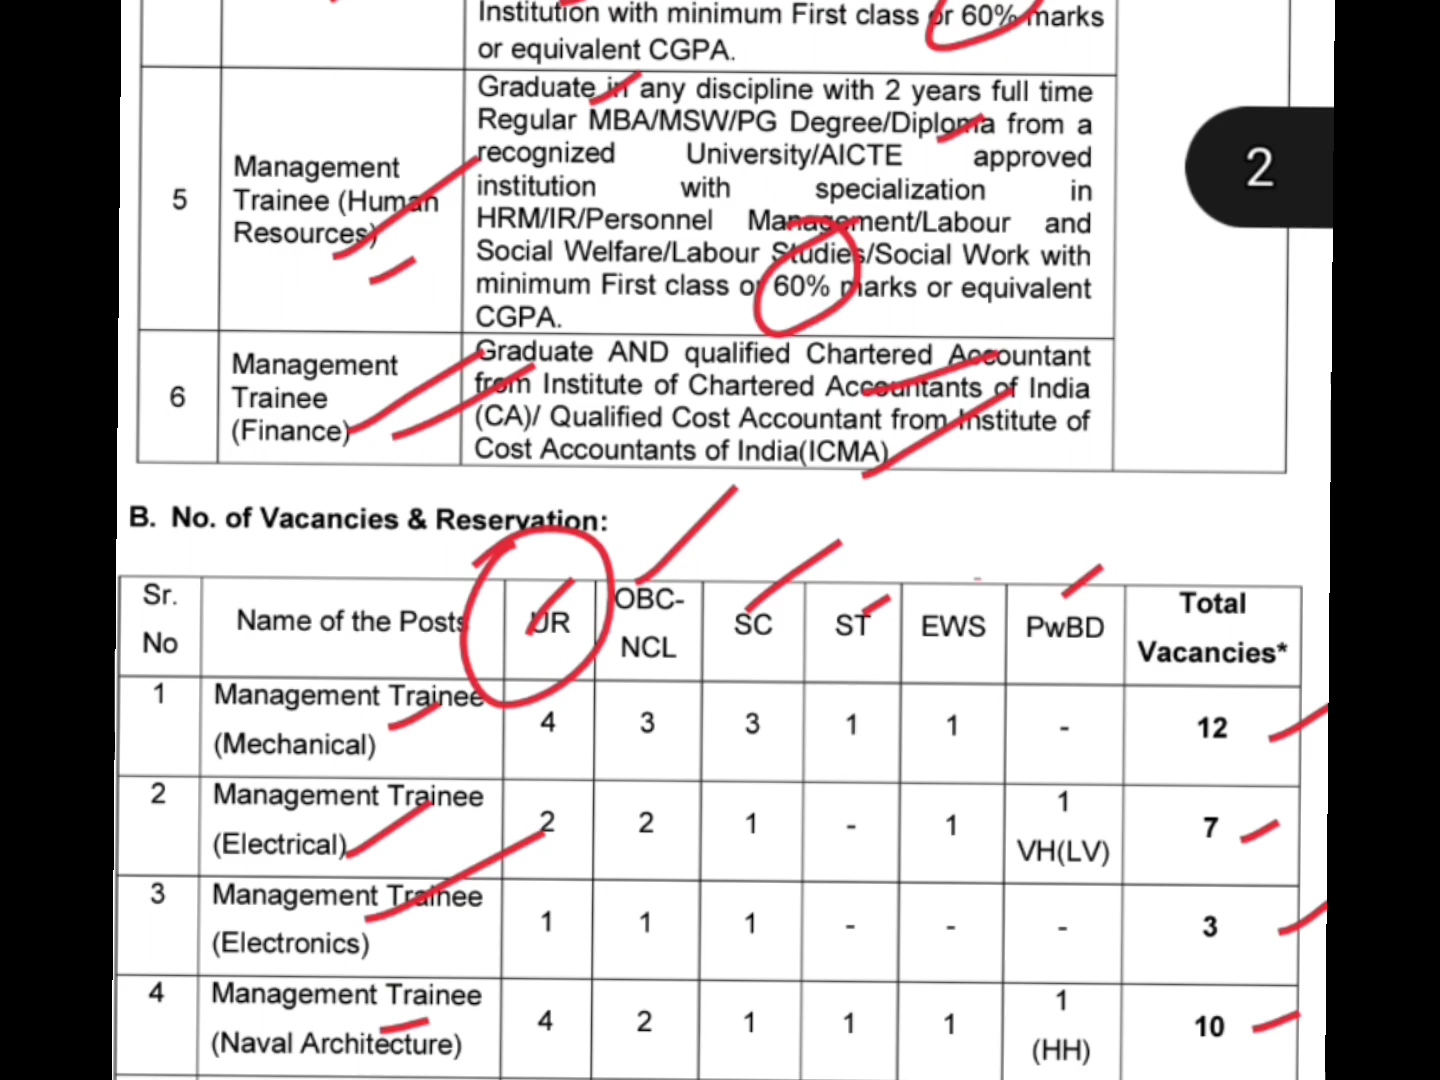 Institution with minimum First class or 60% marks
or equivalent CGPA.
5
Management
Trainee (Human
Resources)
Graduate in any discipline with 2 years full time
Regular MBA/MSW/PG Degree/Diploma from a
recognized University/AICTE approved
institution with specialization in
HRM/IR/Personnel Management/Labour and
Social Welfare/Labour Studies/Social Work with
minimum First class or 60% marks or equivalent
CGPA.
6
Management
Trainee
(Finance)
Graduate AND qualified Chartered Accountant
from Institute of Chartered Accountants of India
(CA)/ Qualified Cost Accountant from Institute of
Cost Accountants of India(ICMA)
2
B. No. of Vacancies & Reservation:
Sr.
No
Name of the Posts
UR
OBC-
NCL
SC
ST
EWS
PwBD
Total
Vacancies*
1
Management Trainee
(Mechanical)
4
3
3
1
1
-
12
2
Management Trainee
(Electrical)
2
2
1
-
1
1
VH(LV)
7
3
Management Trainee
(Electronics)
1
1
1
-
-
-
3
4
Management Trainee
(Naval Architecture)
4
2
1
1
1
1
(HH)
10